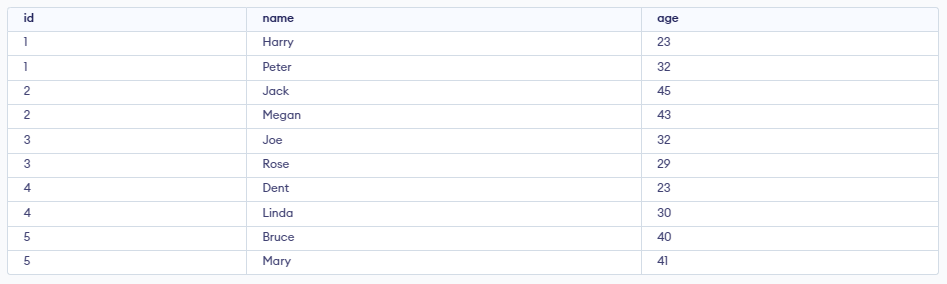 id name age
1 Harry 23
1 Peter 32
2 Jack 45
2 Megan 43
3 Joe 32
3 Rose 29
4 Dent 23
4 Linda 30
5 Bruce 40
5 Mary 41